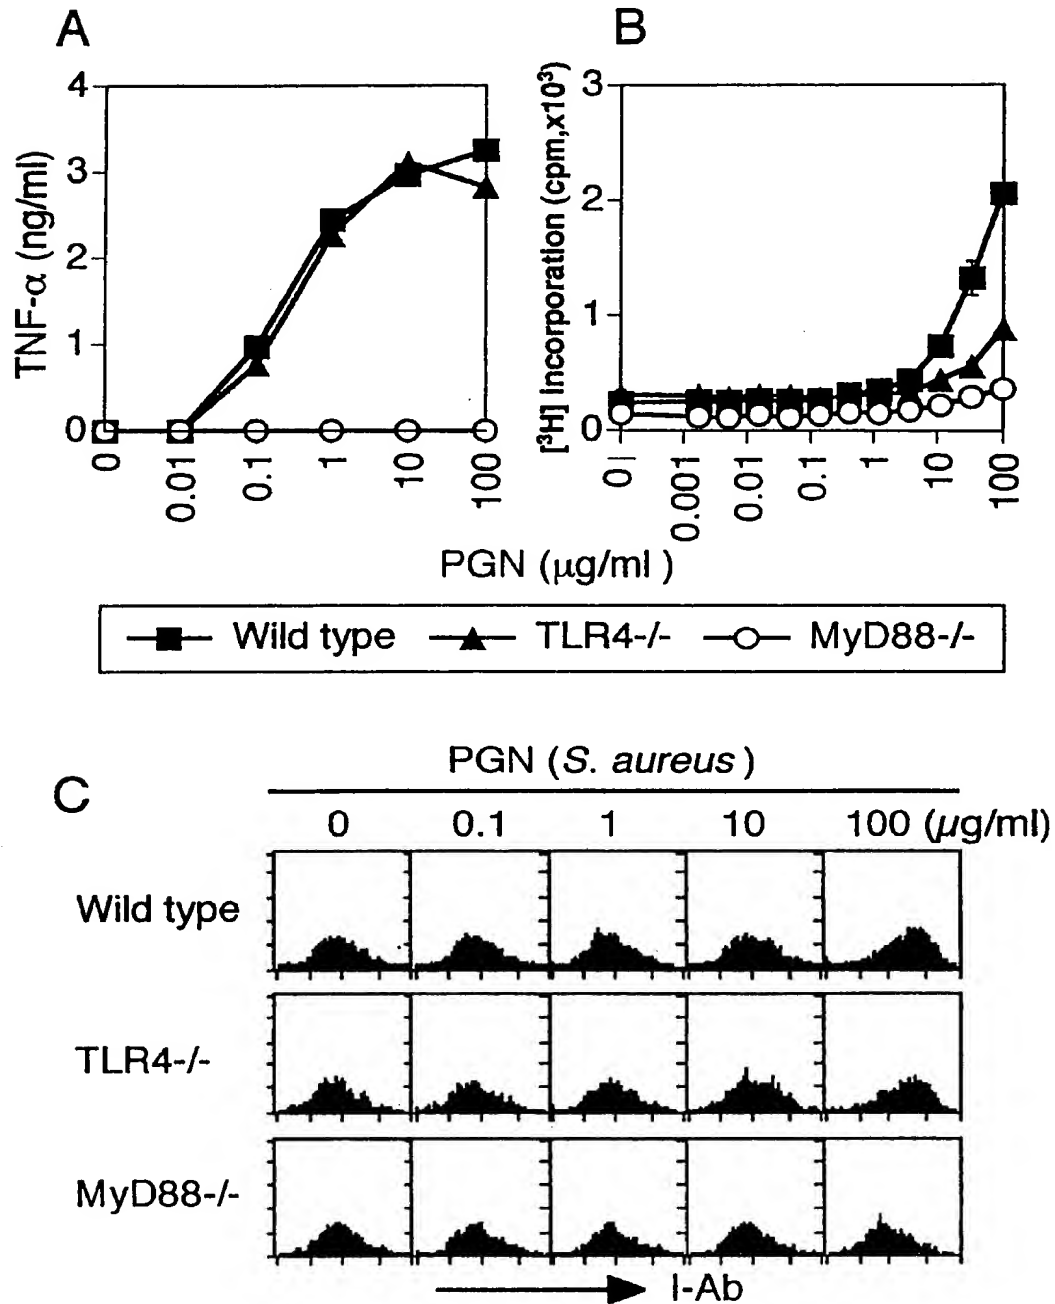 A
B
4
3
2
1
0
TNF-α (ng/ml)
0
0.01
0.1
1
10
100
3
2
1
0
[³H] Incorporation (cpm,x10³)
0
0.001
0.01
0.1
1
10
100
PGN (μg/ml )
Wild type TLR4-/- MyD88-/-
C
PGN (S. aureus )
0 0.1 1 10 100 (μg/ml)
Wild type
TLR4-/-
MyD88-/-
I-Ab